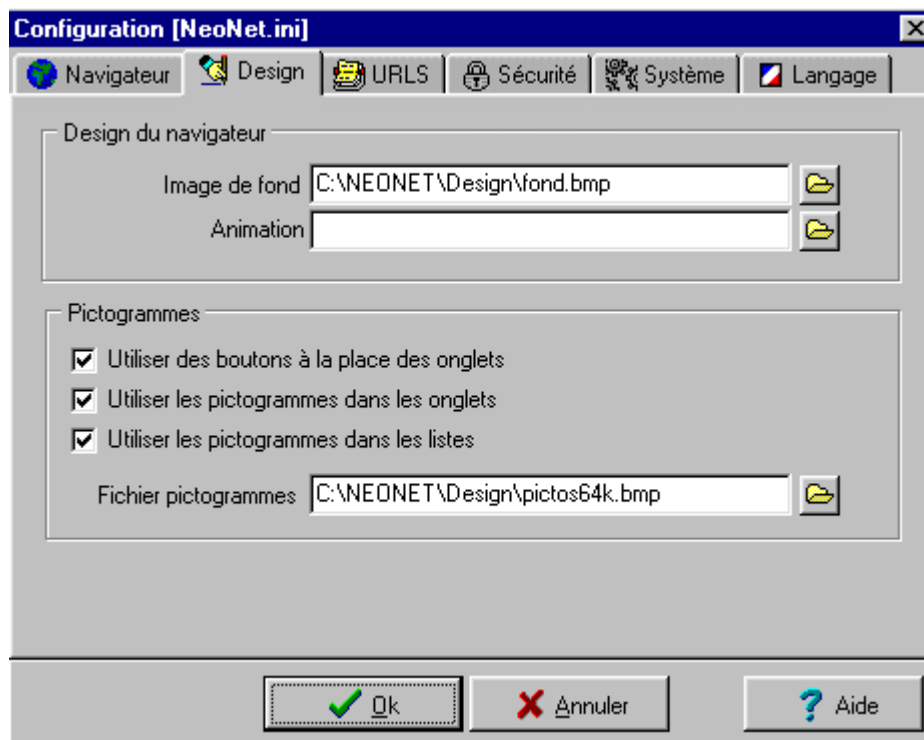 Configuration [NeoNet.ini]
Navigateur Design URLS Sécurité Système Langage
Design du navigateur
Image de fond C:\NEONET\Design\fond.bmp
Animation
Pictogrammes
Utiliser des boutons à la place des onglets
Utiliser les pictogrammes dans les onglets
Utiliser les pictogrammes dans les listes
Fichier pictogrammes C:\NEONET\Design\pictos64k.bmp
Ok Annuler Aide